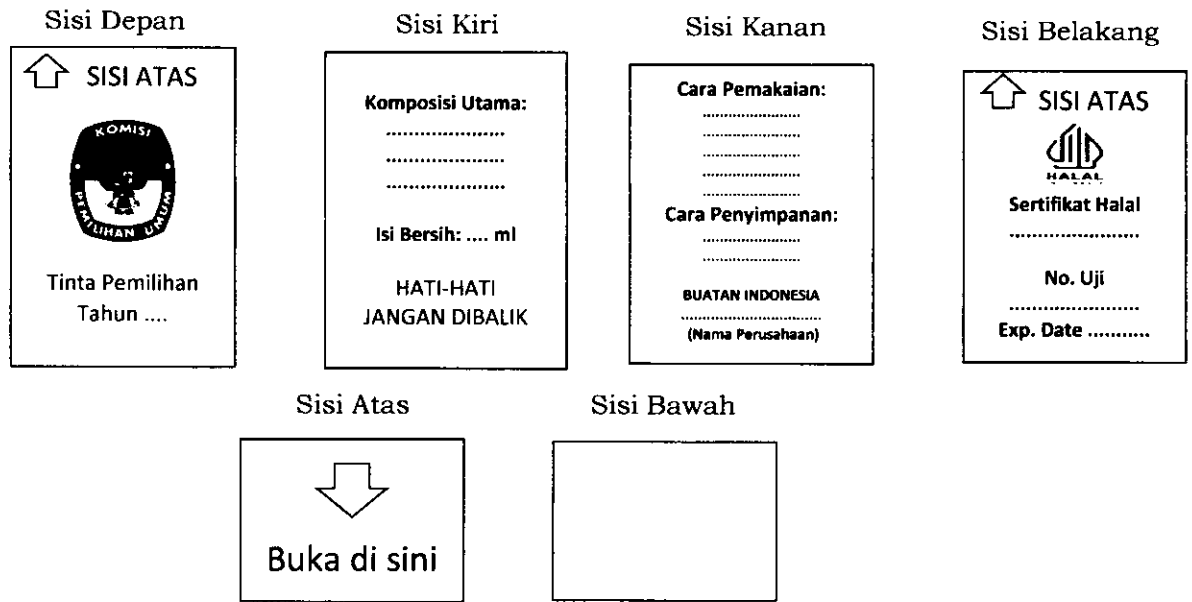 Sisi Depan
SISI ATAS
KOMISI
PEMILIHAN UMUM
Tinta Pemilihan
Tahun ....
Sisi Kiri
Komposisi Utama:
........................
........................
........................
Isi Bersih: .... ml
HATI-HATI
JANGAN DIBALIK
Sisi Kanan
Cara Pemakaian:
........................
........................
........................
........................
........................
Cara Penyimpanan:
........................
........................
BUATAN INDONESIA
..................................
(Nama Perusahaan)
Sisi Belakang
SISI ATAS
HALAL
Sertifikat Halal
..........................
No. Uji
..........................
Exp. Date ...........
Sisi Atas
Buka di sini
Sisi Bawah